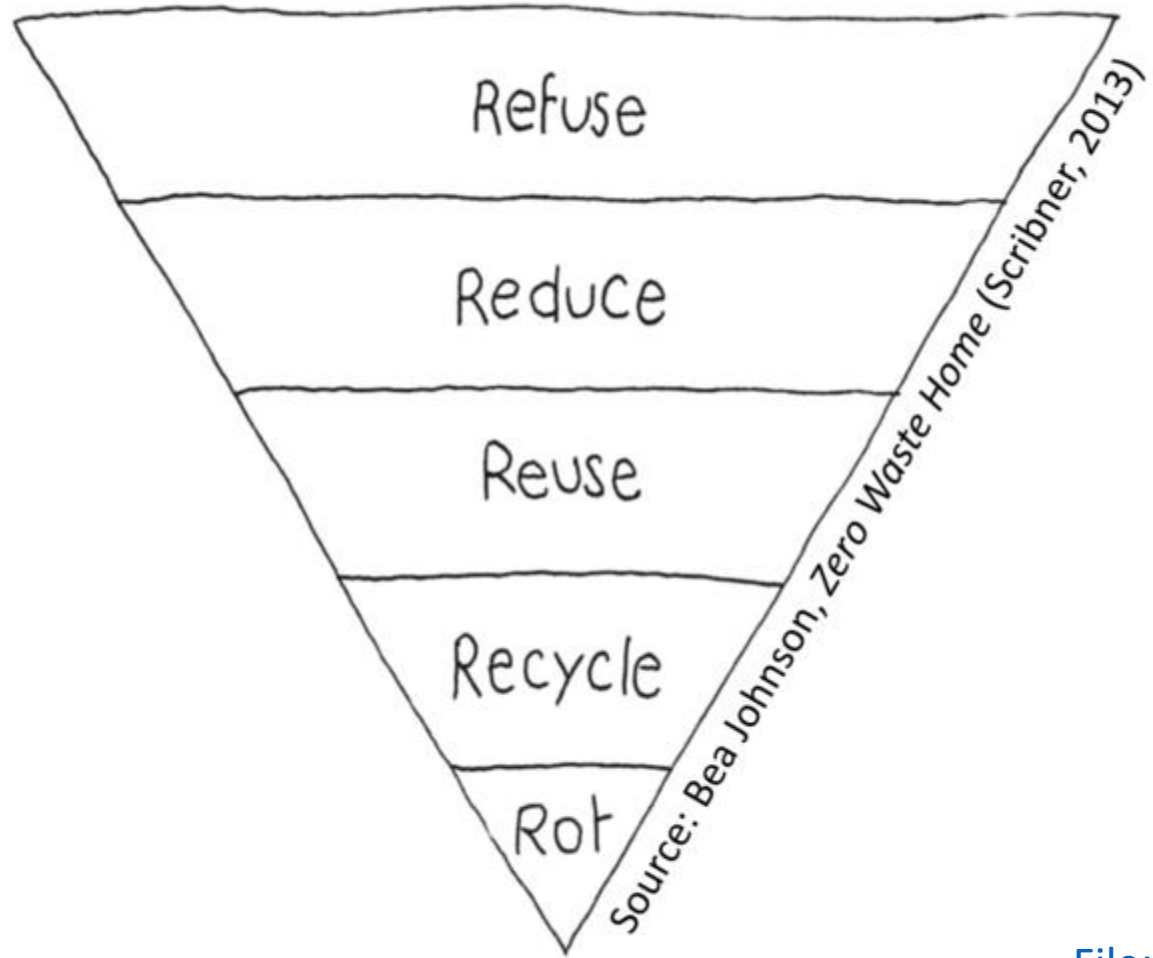 Refuse
Reduce
Reuse
Recycle
Rot
Source: Bea Johnson, Zero Waste Home (Scribner, 2013)